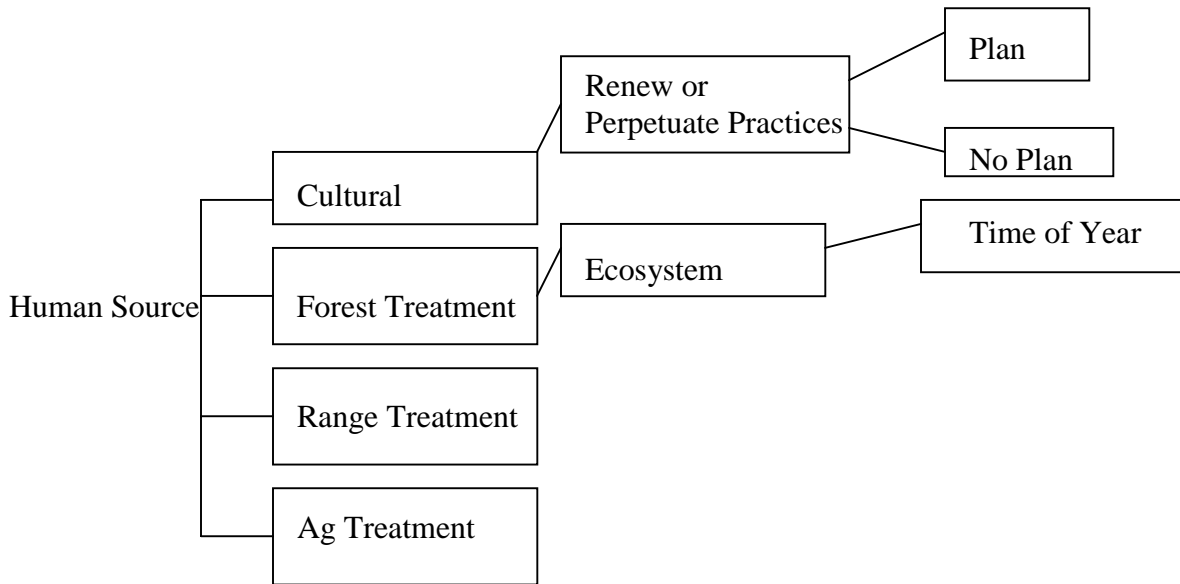 Plan
Renew or
Perpetuate Practices
No Plan
Cultural
Time of Year
Ecosystem
Human Source
Forest Treatment
Range Treatment
Ag Treatment